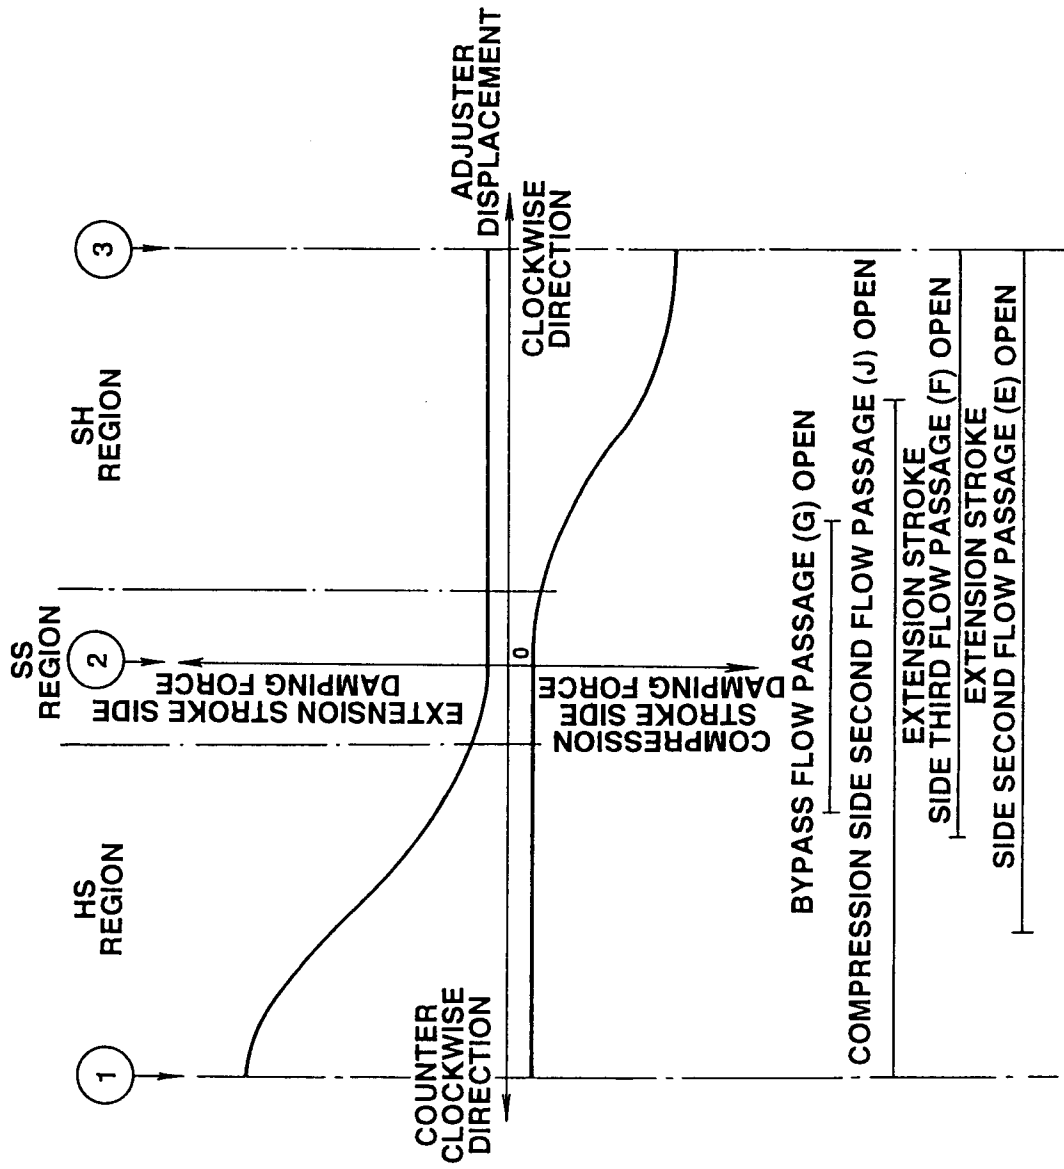 1
2
3
HS
REGION
SS
REGION
SH
REGION
EXTENSION STROKE SIDE
DAMPING FORCE
COUNTER
CLOCKWISE
DIRECTION
0
ADJUSTER
DISPLACEMENT
CLOCKWISE
DIRECTION
COMPRESSION
STROKE SIDE
DAMPING FORCE
BYPASS FLOW PASSAGE (G) OPEN
COMPRESSION SIDE SECOND FLOW PASSAGE (J) OPEN
EXTENSION STROKE
SIDE THIRD FLOW PASSAGE (F) OPEN
EXTENSION STROKE
SIDE SECOND FLOW PASSAGE (E) OPEN